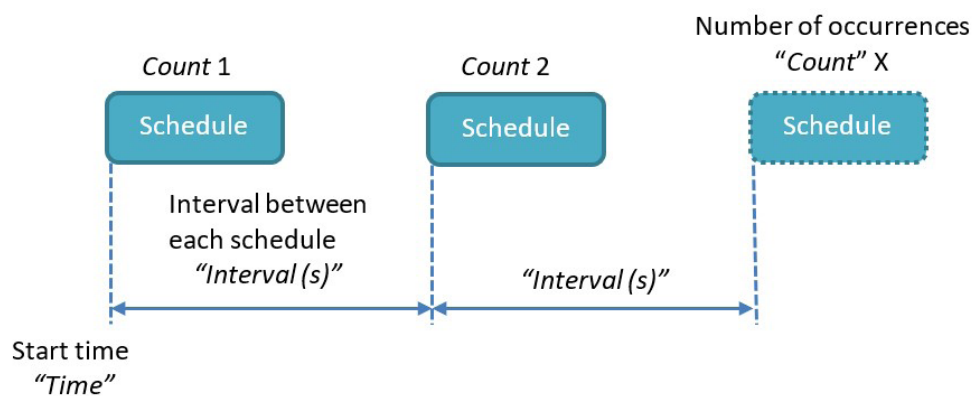 Number of occurrences
Count 1
Count 2
“Count” X
Schedule
Schedule
Schedule
Interval between
each schedule
“Interval (s)”
“Interval (s)”
Start time
“Time”